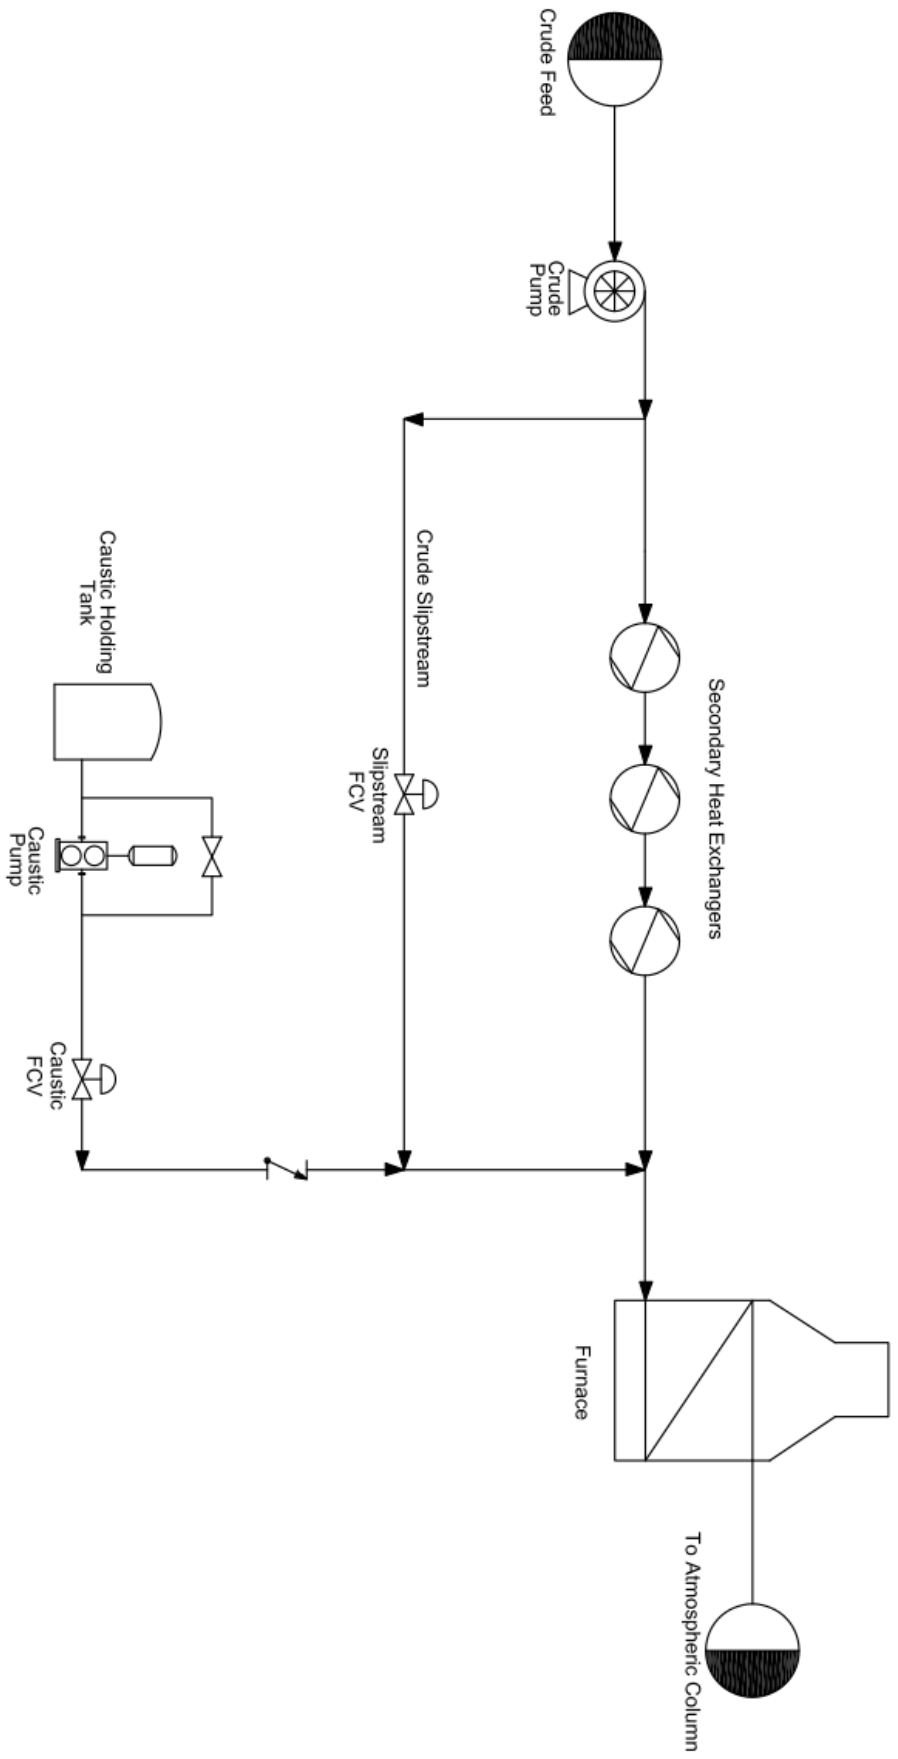 Crude Feed
Crude
Pump
Secondary Heat Exchangers
Crude Slipstream
Slipstream
FCV
Caustic Holding
Tank
Caustic
Pump
Caustic
FCV
Furnace
To Atmospheric Column